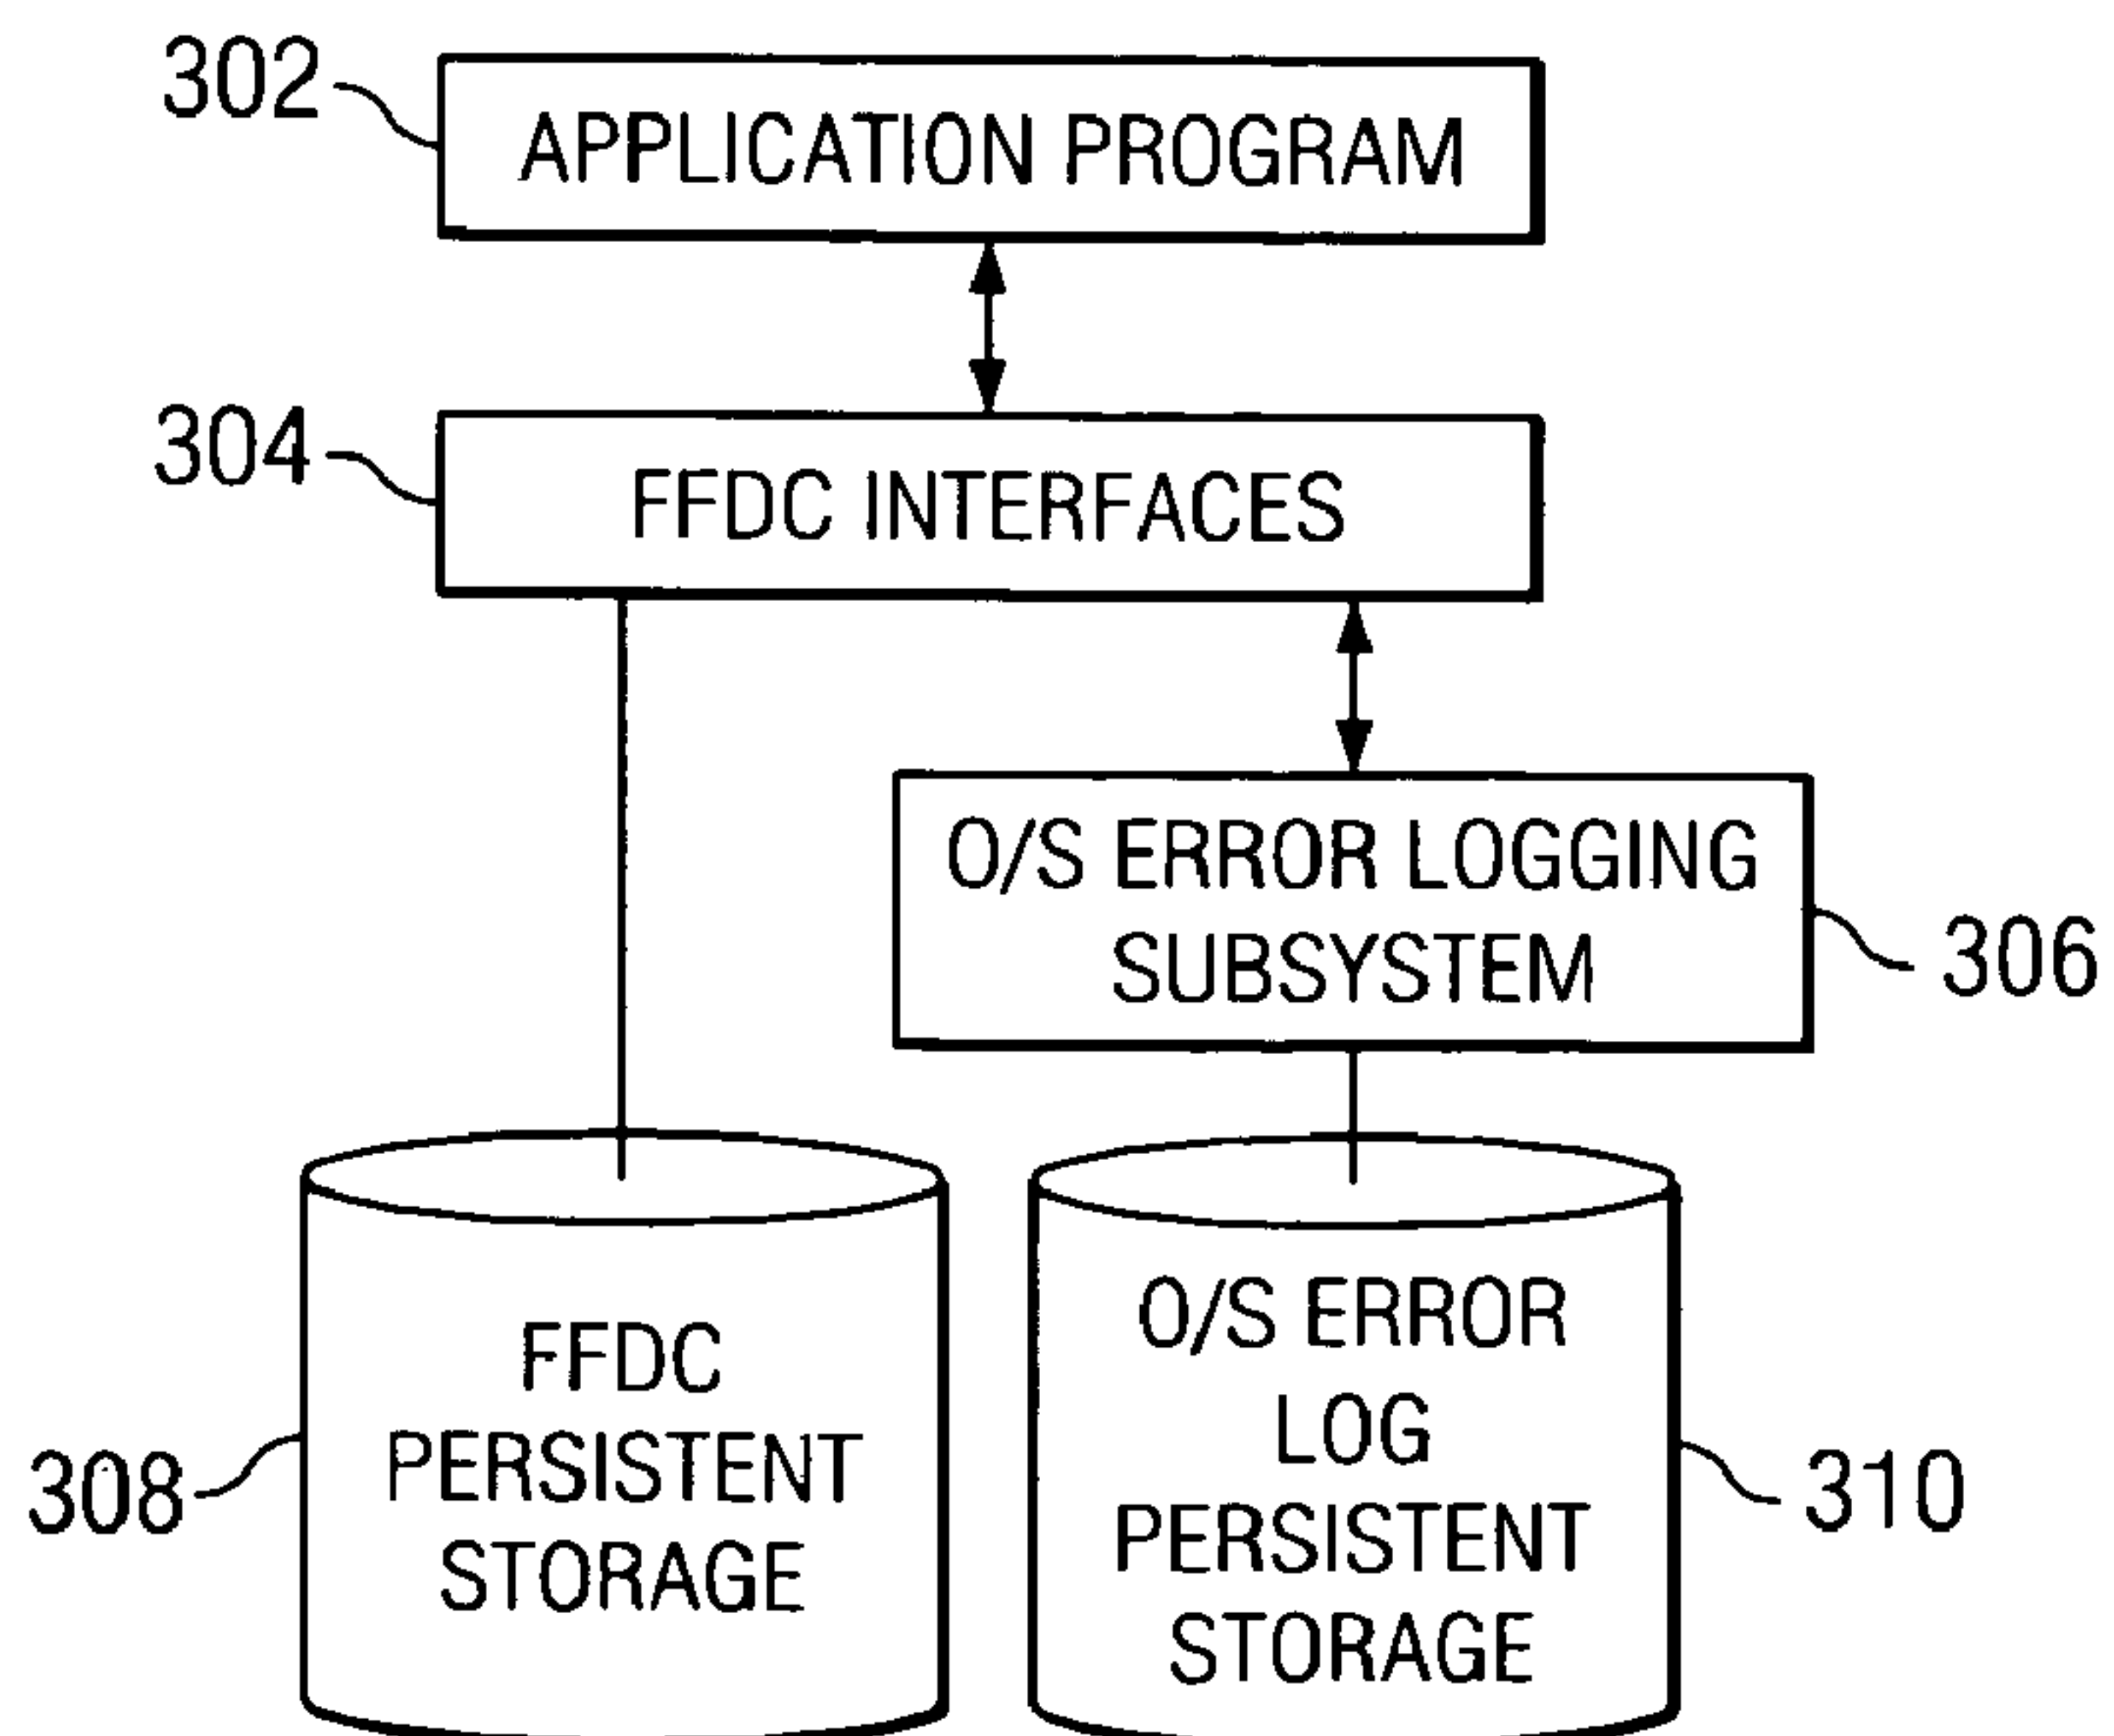 302
APPLICATION PROGRAM
304
FFDC INTERFACES
O/S ERROR LOGGING
SUBSYSTEM
306
308
FFDC
PERSISTENT
STORAGE
O/S ERROR
LOG
PERSISTENT
STORAGE
310